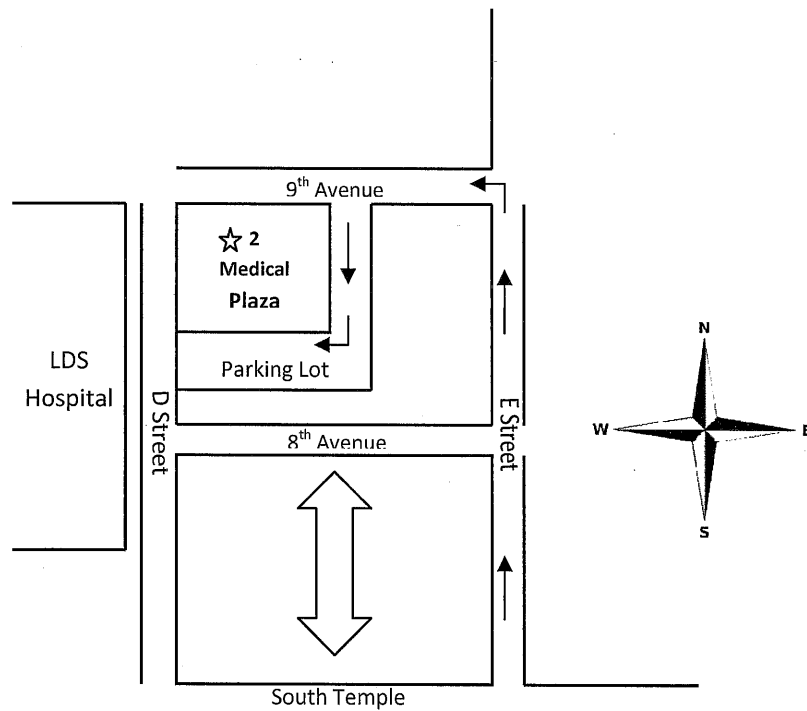 9th Avenue
☆ 2
Medical
Plaza
LDS
Hospital
Parking Lot
D Street
E Street
8th Avenue
N
W
E
S
South Temple